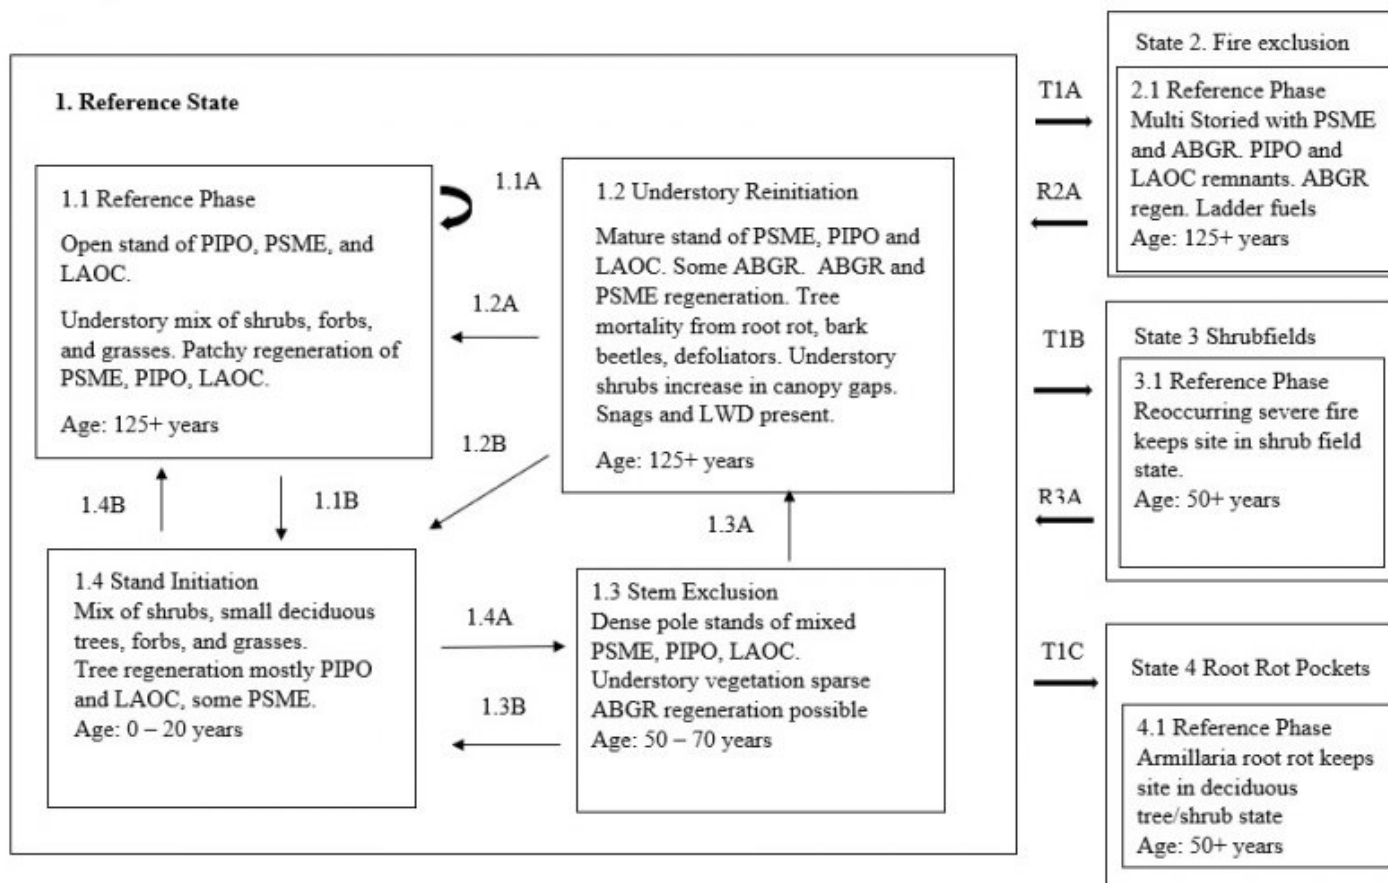 1. Reference State
1.1 Reference Phase
Open stand of PIPO, PSME, and
LAOC.
Understory mix of shrubs, forbs,
and grasses. Patchy regeneration of
PSME, PIPO, LAOC.
Age: 125+ years
1.1A
1.2 Understory Reinitiation
Mature stand of PSME, PIPO and
LAOC. Some ABGR. ABGR and
PSME regeneration. Tree
mortality from root rot, bark
beetles, defoliators. Understory
shrubs increase in canopy gaps.
Snags and LWD present.
Age: 125+ years
1.2A
1.2B
1.4B
1.1B
1.3A
1.4 Stand Initiation
Mix of shrubs, small deciduous
trees, forbs, and grasses.
Tree regeneration mostly PIPO
and LAOC, some PSME.
Age: 0 – 20 years
1.4A
1.3B
1.3 Stem Exclusion
Dense pole stands of mixed
PSME, PIPO, LAOC.
Understory vegetation sparse
ABGR regeneration possible
Age: 50 – 70 years
T1A
R2A
State 2. Fire exclusion
2.1 Reference Phase
Multi Storied with PSME
and ABGR. PIPO and
LAOC remnants. ABGR
regen. Ladder fuels
Age: 125+ years
T1B
R3A
State 3 Shrubfields
3.1 Reference Phase
Reoccurring severe fire
keeps site in shrub field
state.
Age: 50+ years
T1C
State 4 Root Rot Pockets
4.1 Reference Phase
Armillaria root rot keeps
site in deciduous
tree/shrub state
Age: 50+ years